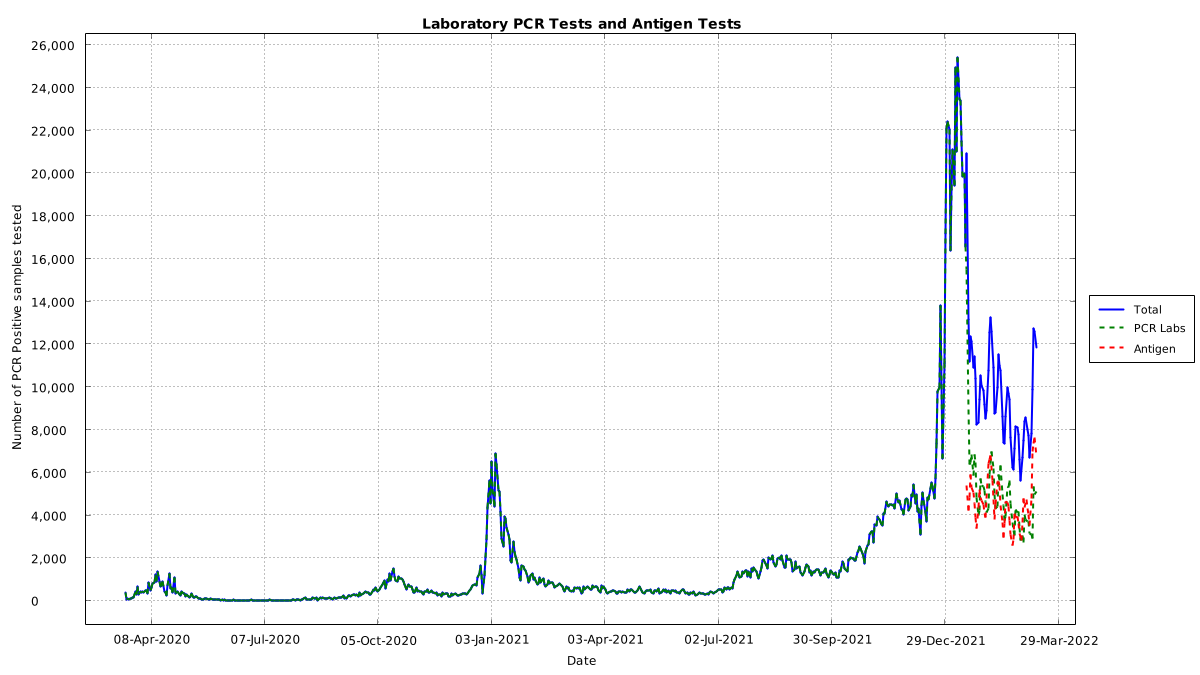 Laboratory PCR Tests and Antigen Tests
26,000
24,000
22,000
20,000
18,000
16,000
14,000
12,000
10,000
8,000
6,000
4,000
2,000
0
Number of PCR Positive samples tested
08-Apr-2020 07-Jul-2020 05-Oct-2020 03-Jan-2021 03-Apr-2021 02-Jul-2021 30-Sep-2021 29-Dec-2021 29-Mar-2022
Date
Total
PCR Labs
Antigen